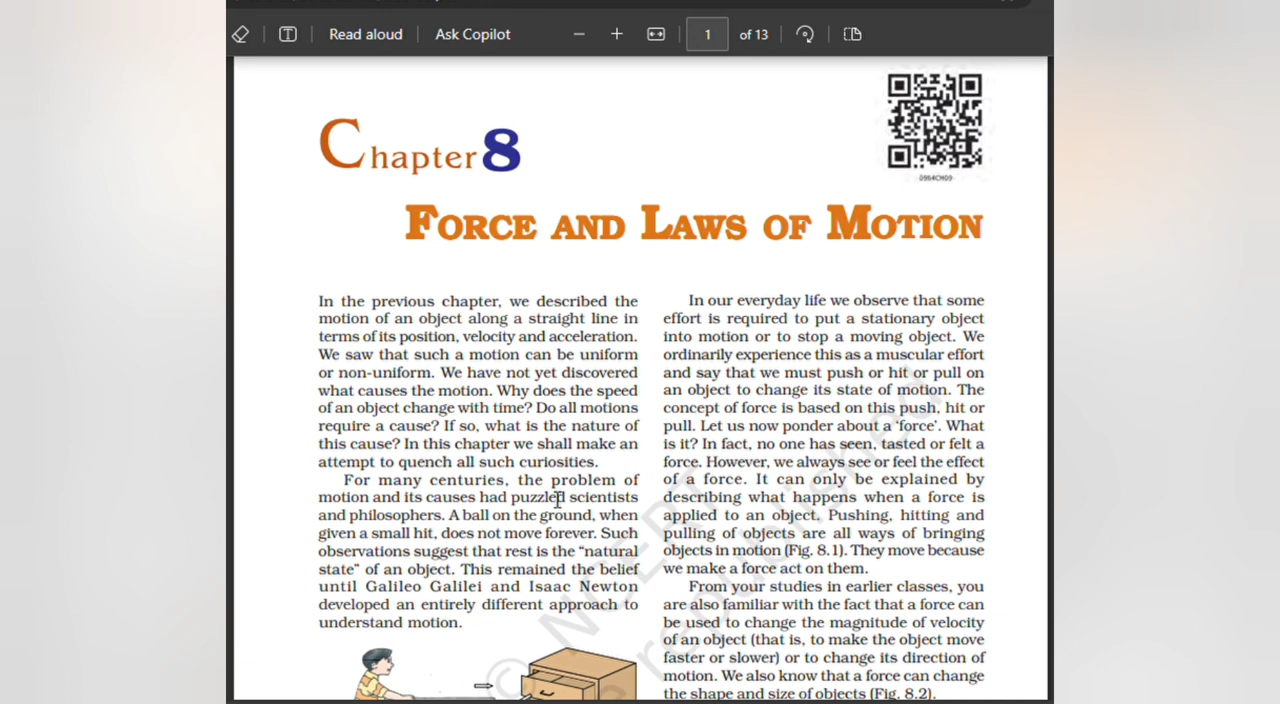 Read aloud
Ask Copilot
1
of 13
Chapter 8
FORCE AND LAWS OF MOTION
In the previous chapter, we described the
motion of an object along a straight line in
terms of its position, velocity and acceleration.
We saw that such a motion can be uniform
or non-uniform. We have not yet discovered
what causes the motion. Why does the speed
of an object change with time? Do all motions
require a cause? If so, what is the nature of
this cause? In this chapter we shall make an
attempt to quench all such curiosities.
For many centuries, the problem of
motion and its causes had puzzled scientists
and philosophers. A ball on the ground, when
given a small hit, does not move forever. Such
observations suggest that rest is the “natural
state” of an object. This remained the belief
until Galileo Galilei and Isaac Newton
developed an entirely different approach to
understand motion.
In our everyday life we observe that some
effort is required to put a stationary object
into motion or to stop a moving object. We
ordinarily experience this as a muscular effort
and say that we must push or hit or pull on
an object to change its state of motion. The
concept of force is based on this push, hit or
pull. Let us now ponder about a ‘force’. What
is it? In fact, no one has seen, tasted or felt a
force. However, we always see or feel the effect
of a force. It can only be explained by
describing what happens when a force is
applied to an object. Pushing, hitting and
pulling of objects are all ways of bringing
objects in motion (Fig. 8.1). They move because
we make a force act on them.
From your studies in earlier classes, you
are also familiar with the fact that a force can
be used to change the magnitude of velocity
of an object (that is, to make the object move
faster or slower) or to change its direction of
motion. We also know that a force can change
the shape and size of objects (Fig. 8.2).
0964CH09
© NCERT
republished